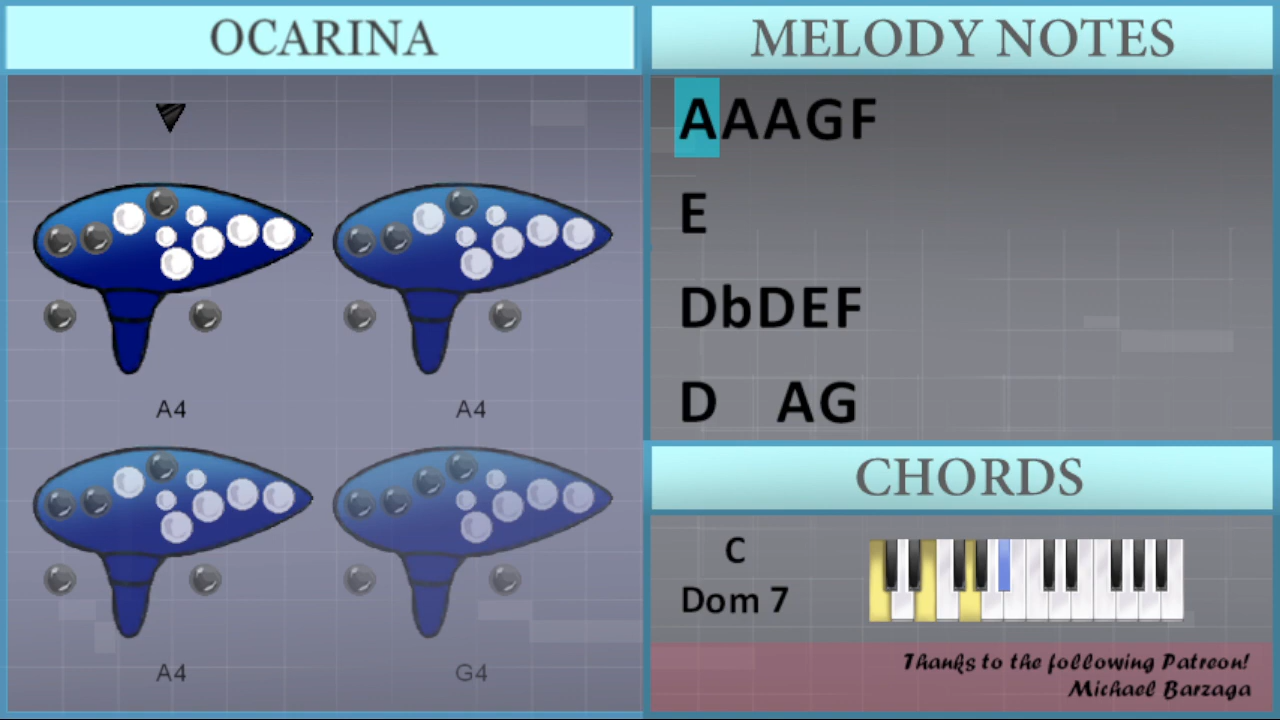 OCARINA
A4
A4
A4
G4
MELODY NOTES
AAAGF
E
DbDEF
D AG
CHORDS
C
Dom 7
Thanks to the following Patreon!
Michael Barzaga